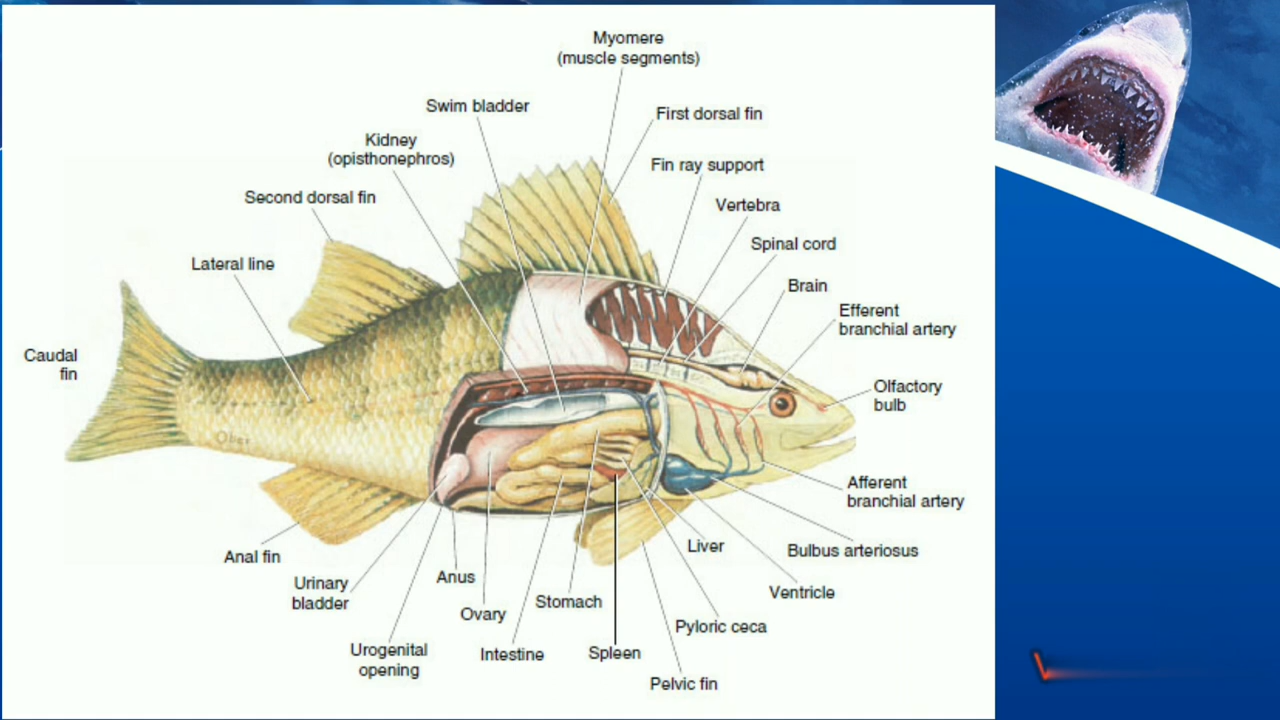 Myomere
(muscle segments)
Swim bladder
First dorsal fin
Kidney
(opisthonephros)
Fin ray support
Second dorsal fin
Vertebra
Spinal cord
Lateral line
Brain
Efferent
branchial artery
Caudal
fin
Olfactory
bulb
Ober
Afferent
branchial artery
Anal fin
Liver
Bulbus arteriosus
Urinary
bladder
Anus
Ventricle
Ovary
Stomach
Pyloric ceca
Urogenital
opening
Intestine
Spleen
Pelvic fin